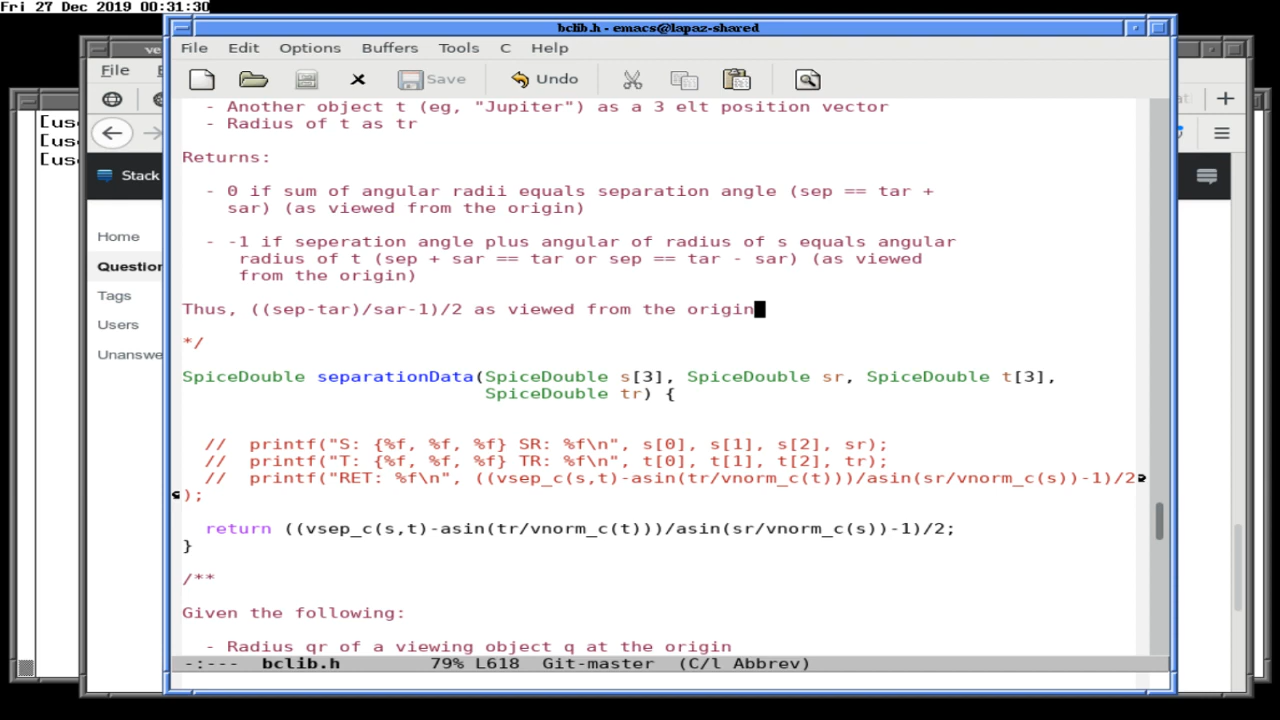 Fri 27 Dec 2019 00:31:30
bclib.h - emacs@lapaz-shared
File Edit Options Buffers Tools C Help
Save Undo
- Another object t (eg, "Jupiter") as a 3 elt position vector
- Radius of t as tr
Returns:
- 0 if sum of angular radii equals separation angle (sep == tar +
sar) (as viewed from the origin)
- -1 if seperation angle plus angular of radius of s equals angular
radius of t (sep + sar == tar or sep == tar - sar) (as viewed
from the origin)
Thus, ((sep-tar)/sar-1)/2 as viewed from the origin
*/
SpiceDouble separationData(SpiceDouble s[3], SpiceDouble sr, SpiceDouble t[3],
SpiceDouble tr) {
// printf("S: {%f, %f, %f} SR: %f\n", s[0], s[1], s[2], sr);
// printf("T: {%f, %f, %f} TR: %f\n", t[0], t[1], t[2], tr);
// printf("RET: %f\n", ((vsep_c(s,t)-asin(tr/vnorm_c(t)))/asin(sr/vnorm_c(s))-1)/2
);
return ((vsep_c(s,t)-asin(tr/vnorm_c(t)))/asin(sr/vnorm_c(s))-1)/2;
}
/**
Given the following:
- Radius qr of a viewing object q at the origin
-:--- bclib.h 79% L618 Git-master (C/l Abbrev)
ve
File
[us
[us
[us
Stack
Home
Question
Tags
Users
Unanswe